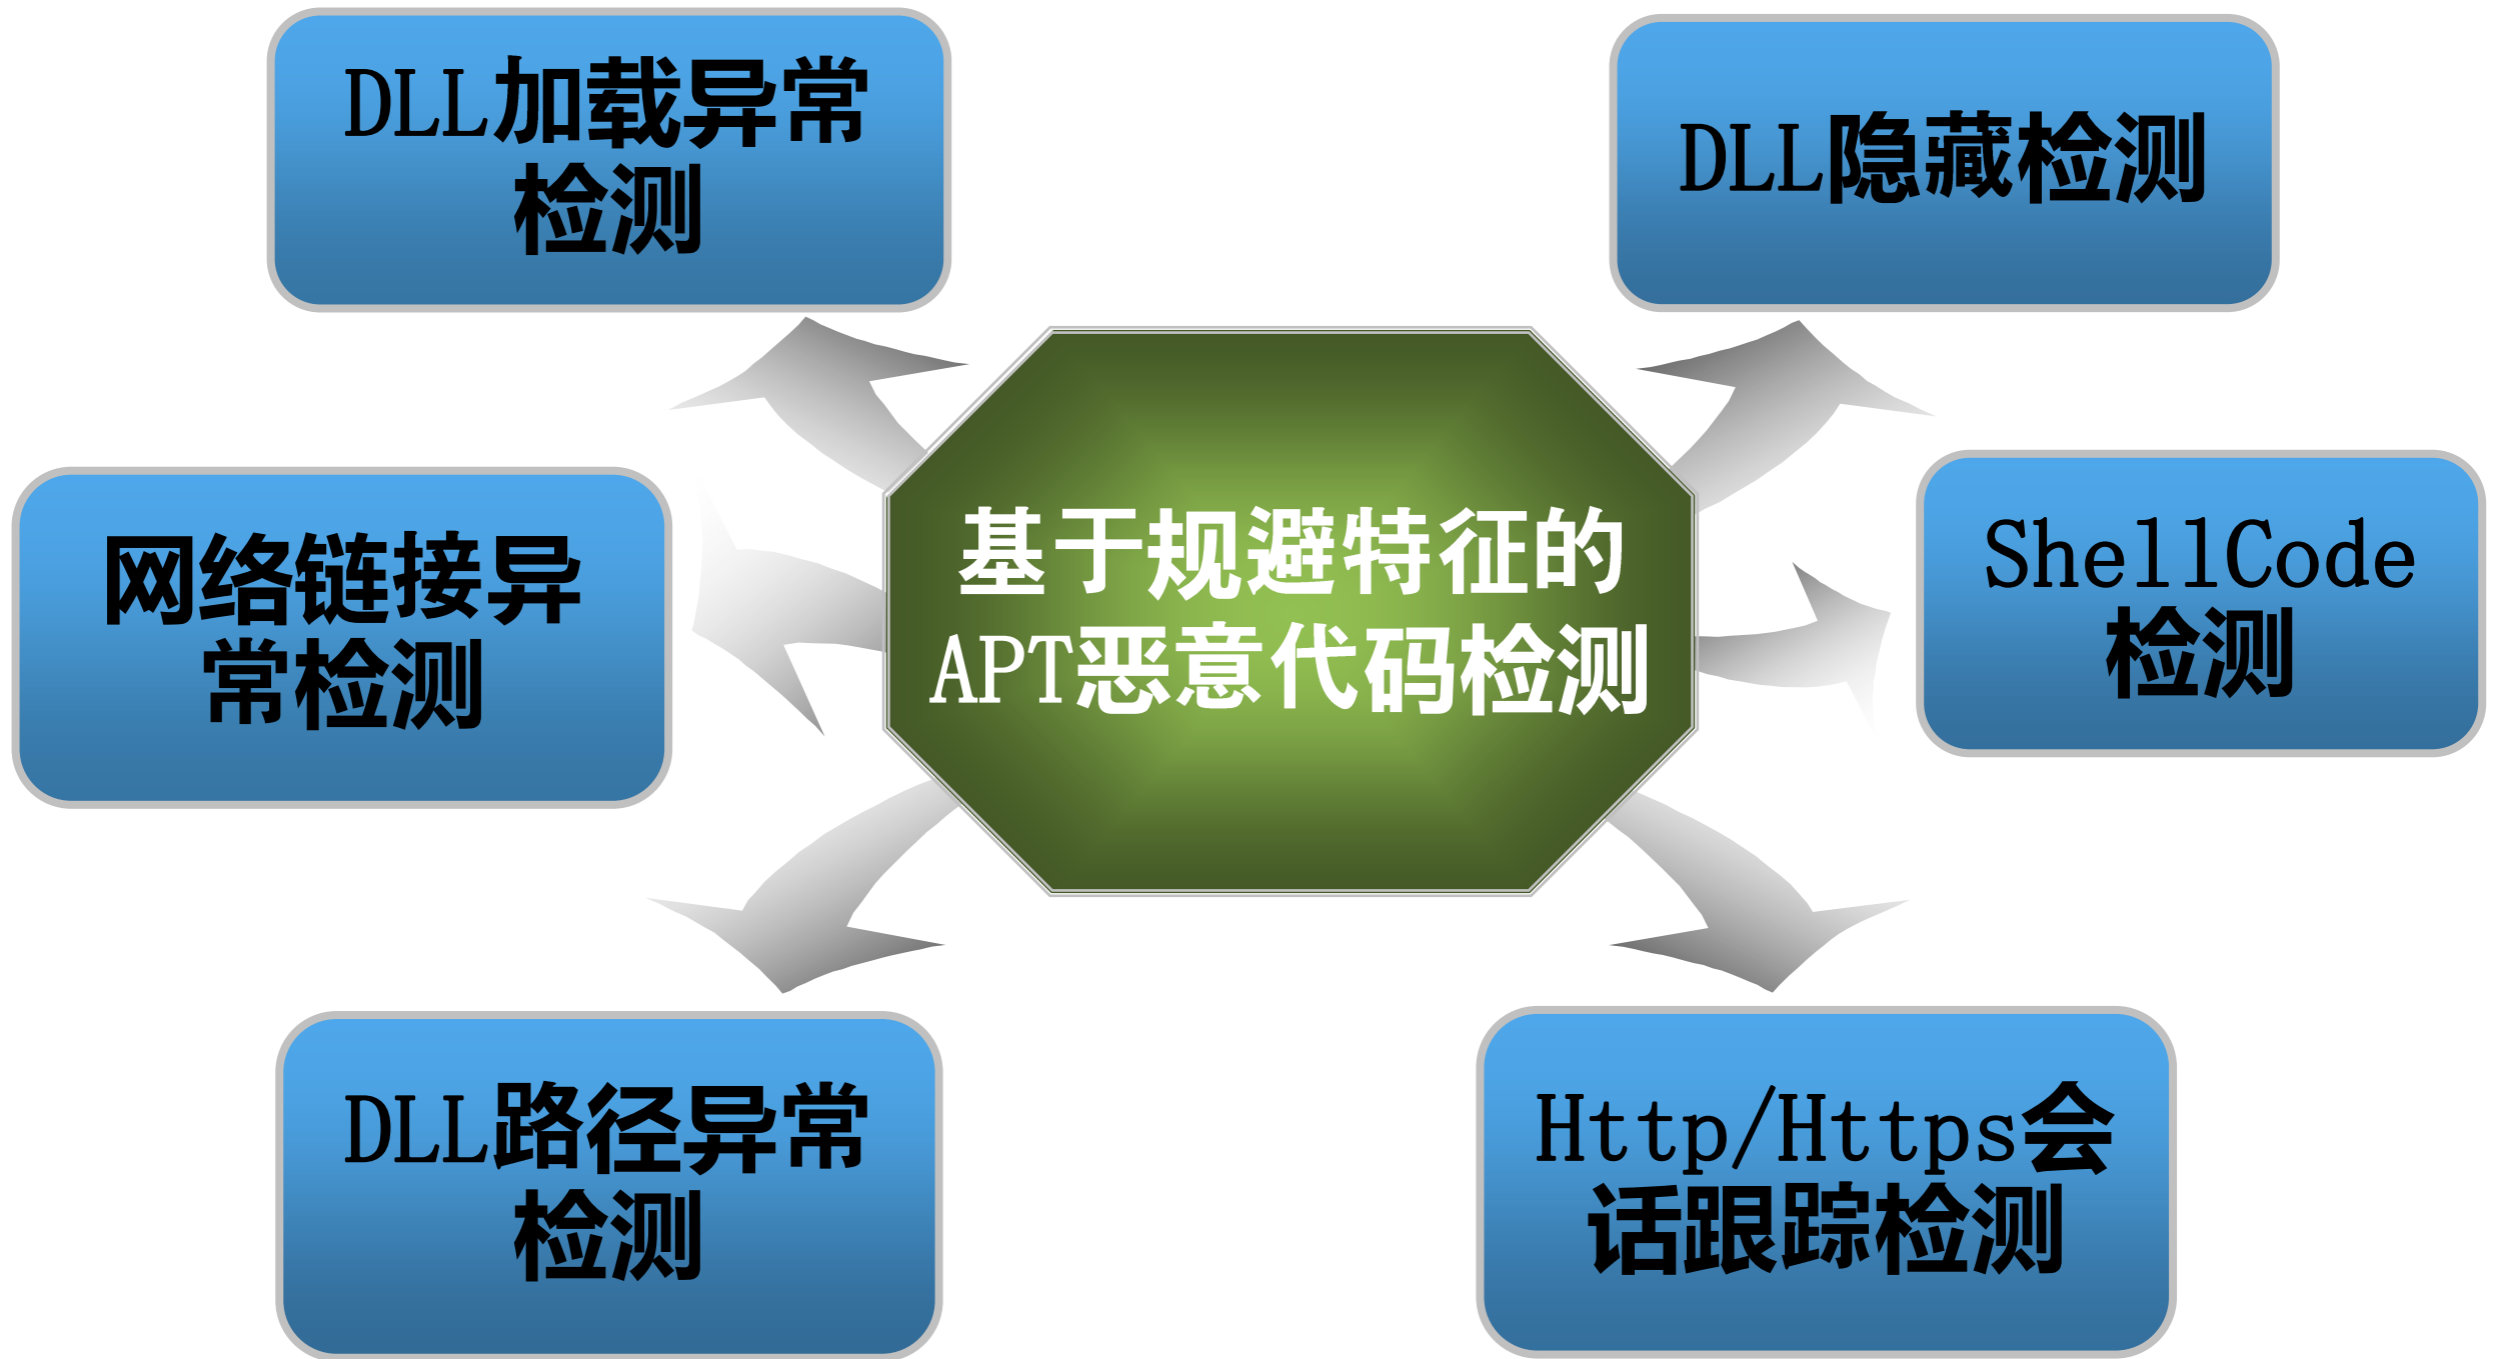 DLL加载异常
检测
DLL隐藏检测
网络链接异
常检测
基于规避特征的
APT恶意代码检测
ShellCode
检测
DLL路径异常
检测
Http/Https会
话跟踪检测